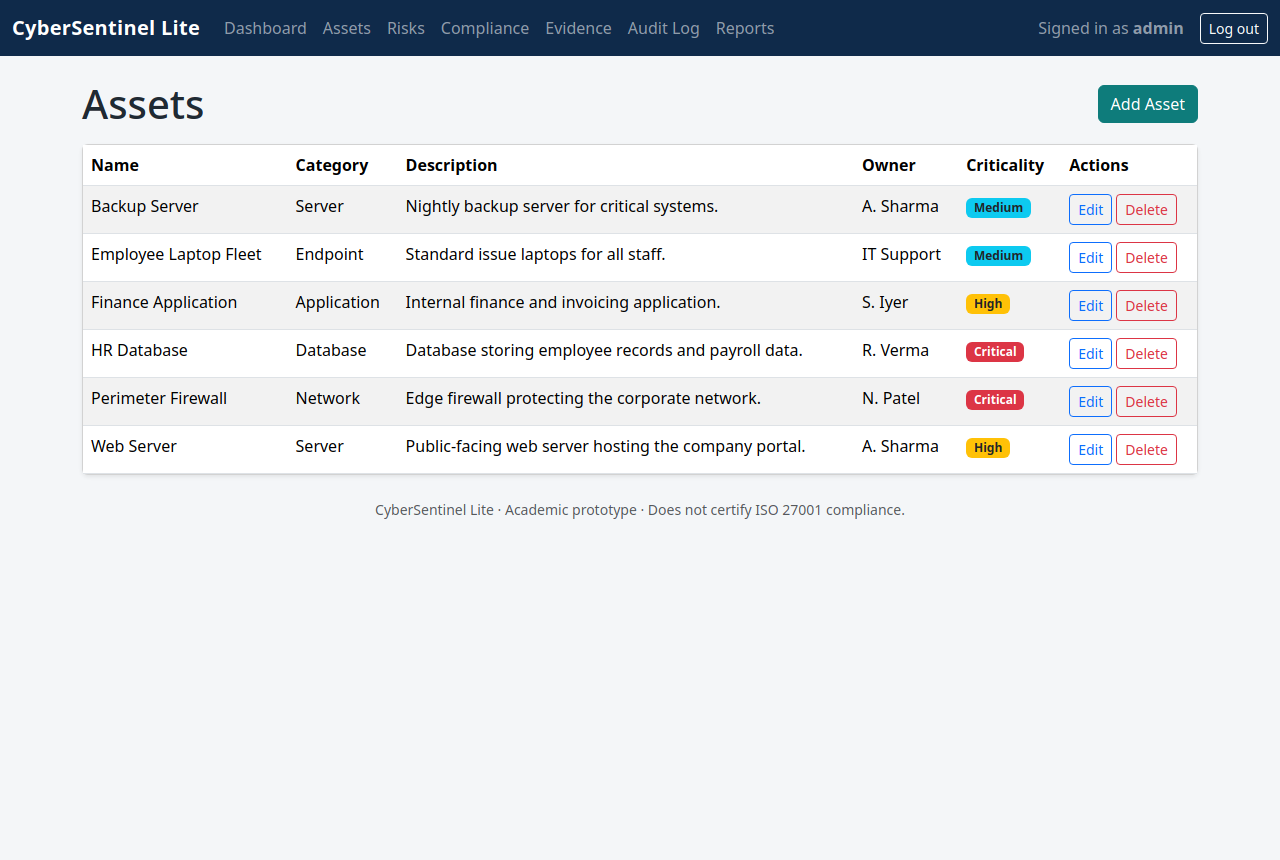 CyberSentinel Lite Dashboard Assets Risks Compliance Evidence Audit Log Reports Signed in as admin Log out
Assets Add Asset
Name Category Description Owner Criticality Actions
Backup Server Server Nightly backup server for critical systems. A. Sharma Medium Edit Delete
Employee Laptop Fleet Endpoint Standard issue laptops for all staff. IT Support Medium Edit Delete
Finance Application Application Internal finance and invoicing application. S. Iyer High Edit Delete
HR Database Database Database storing employee records and payroll data. R. Verma Critical Edit Delete
Perimeter Firewall Network Edge firewall protecting the corporate network. N. Patel Critical Edit Delete
Web Server Server Public-facing web server hosting the company portal. A. Sharma High Edit Delete
CyberSentinel Lite · Academic prototype · Does not certify ISO 27001 compliance.